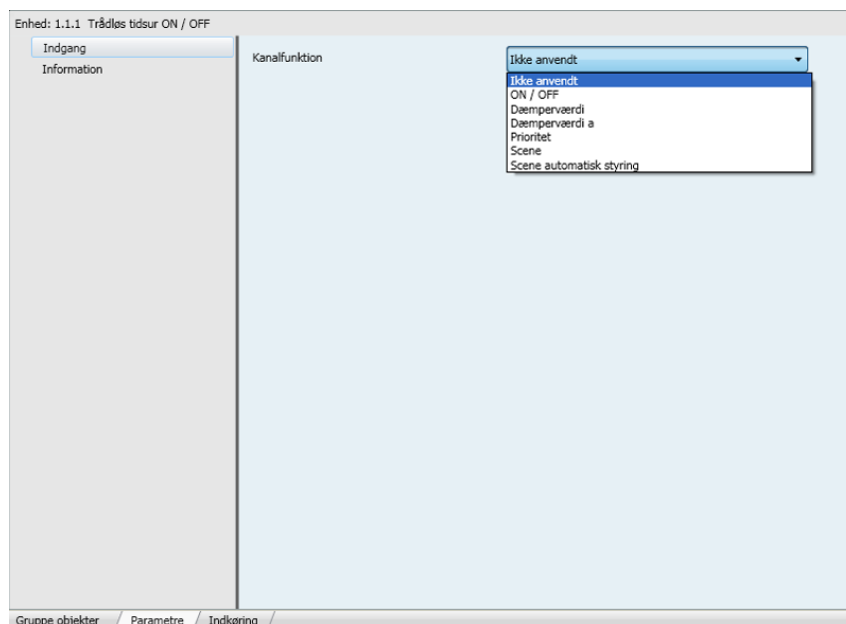 Enhed: 1.1.1 Trådløs tidsur ON / OFF
Indgang
Information
Kanalfunktion
Ikke anvendt
Ikke anvendt
ON / OFF
Dæmperværdi
Dæmperværdi a
Prioritet
Scene
Scene automatisk styring
Gruppe objekter / Parametre / Indkøring /